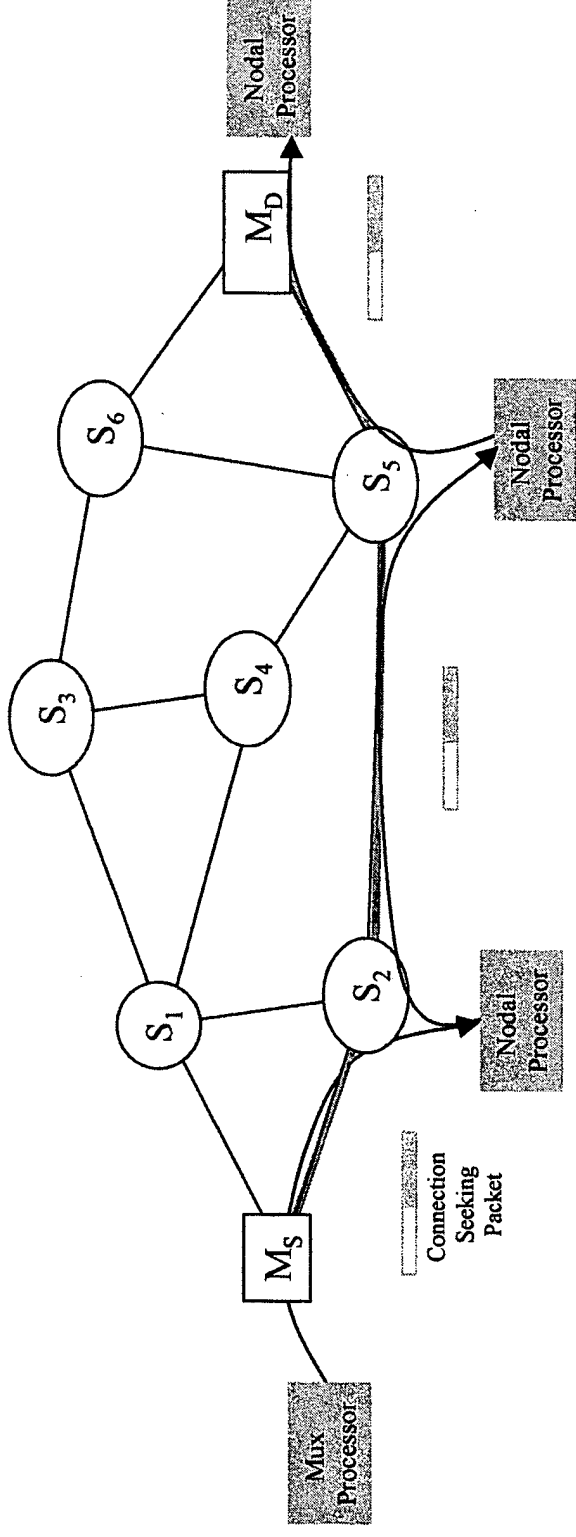 Mux
Processor
M_S
Connection
Seeking
Packet
S_1
S_2
Nodal
Processor
S_3
S_4
S_5
Nodal
Processor
S_6
M_D
Nodal
Processor